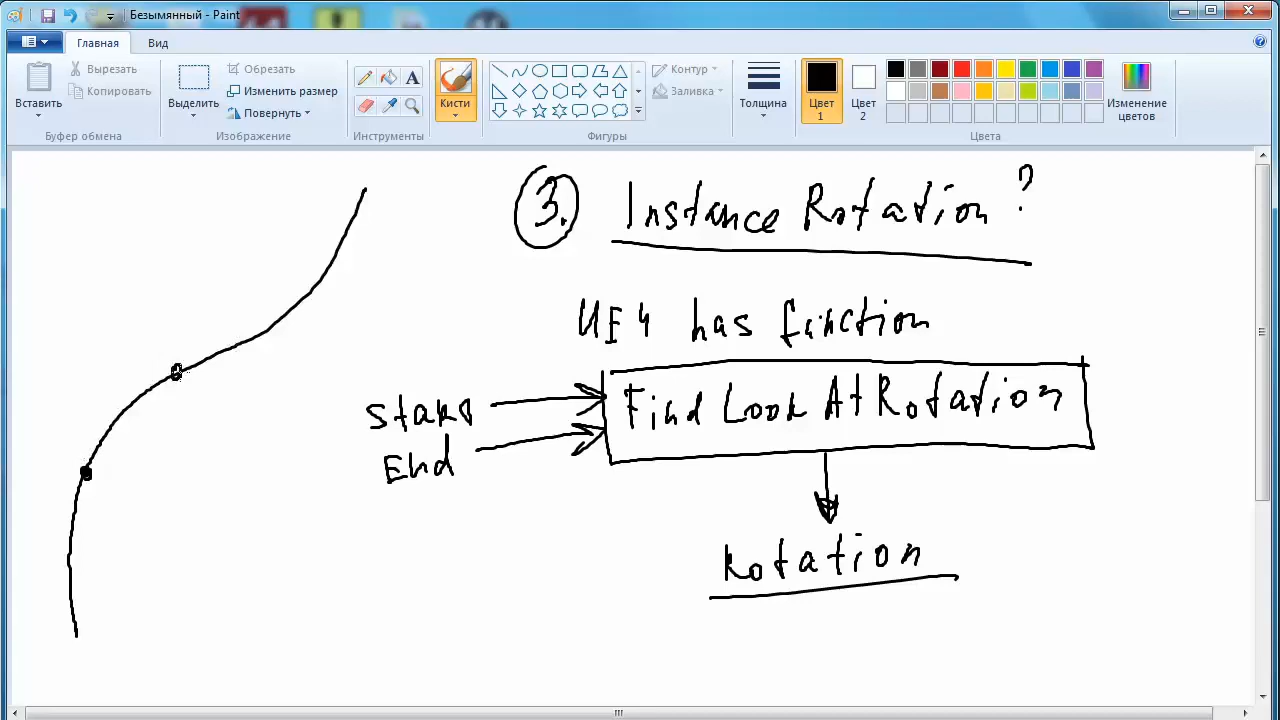 Безымянный - Paint
Главная Вид
Вставить
Вырезать
Копировать
Буфер обмена
Выделить
Обрезать
Изменить размер
Повернуть
Изображение
A
Инструменты
Кисти
Контур
Заливка
Фигуры
Толщина
Цвет 1
Цвет 2
Изменение цветов
Цвета
3. Instance Rotation?
UE4 has function
Start
End
Find Look At Rotation
Rotation